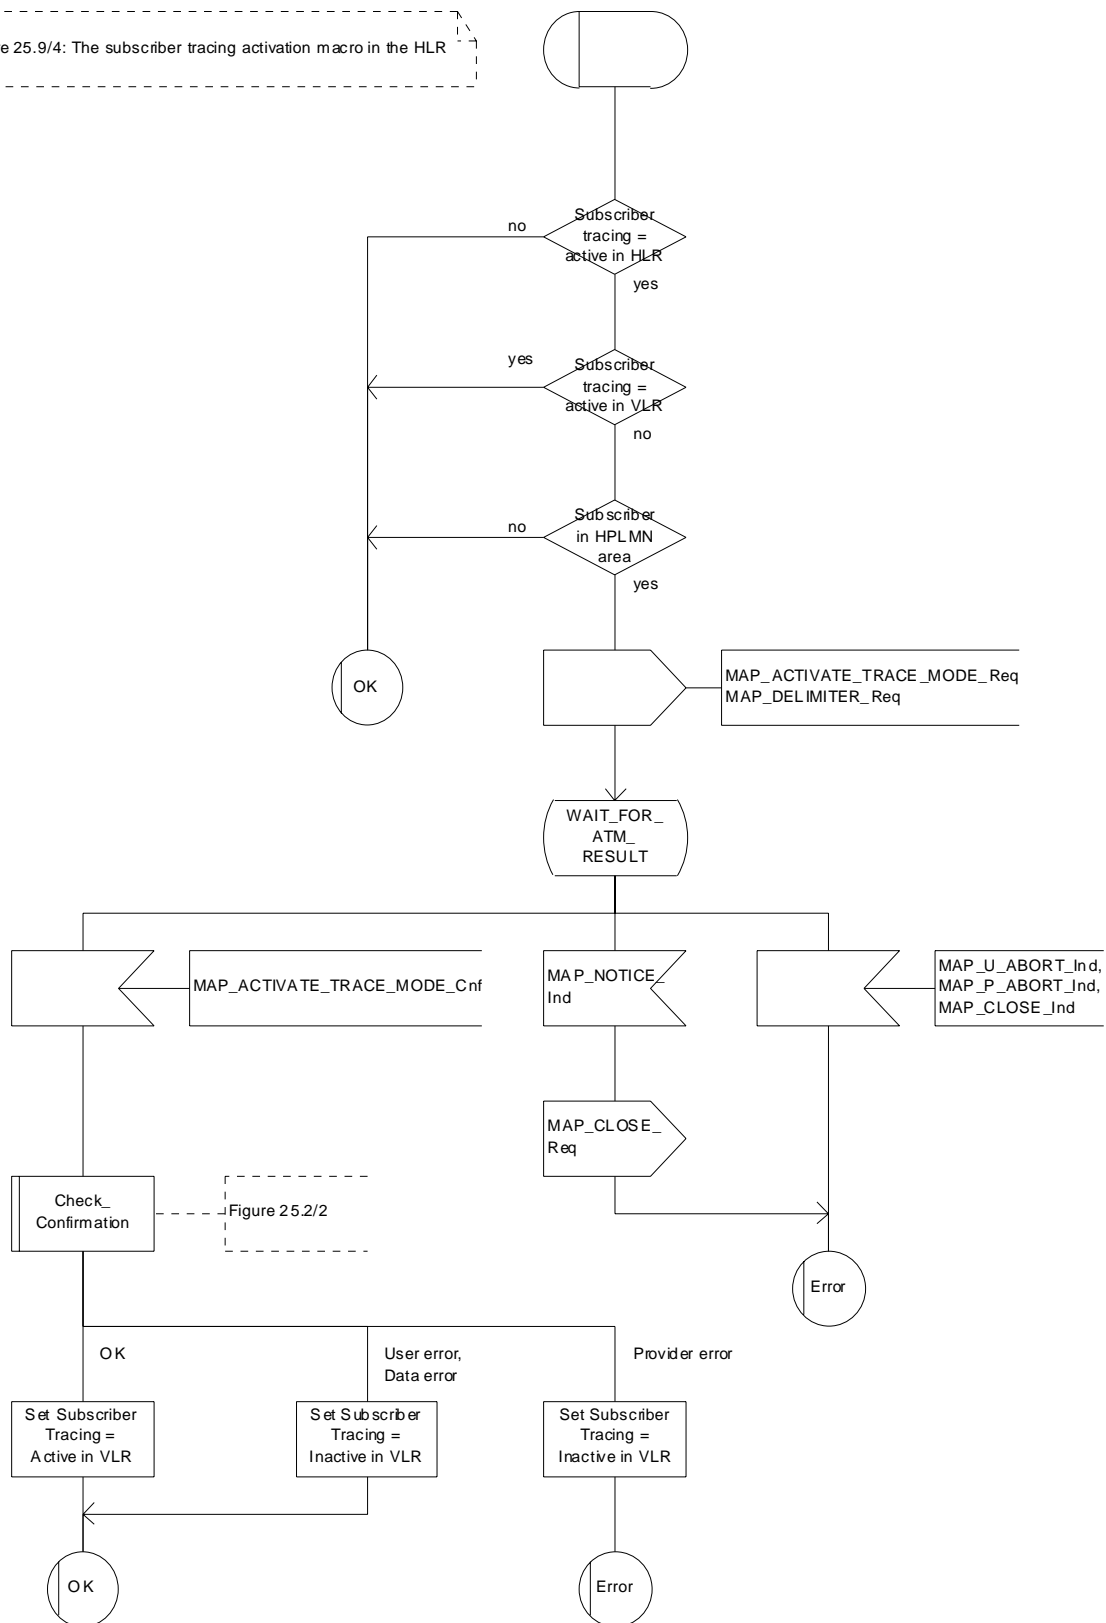 e 25.9/4: The subscriber tracing activation macro in the HLR
Subscriber
tracing =
active in HLR
no
yes
Subscriber
tracing =
active in VLR
yes
no
Subscriber
in HPLMN
area
no
yes
OK
MAP_ACTIVATE_TRACE_MODE_Req
MAP_DELIMITER_Req
WAIT_FOR_
ATM_
RESULT
MAP_ACTIVATE_TRACE_MODE_Cnf
MAP_NOTICE_
Ind
MAP_U_ABORT_Ind,
MAP_P_ABORT_Ind,
MAP_CLOSE_Ind
MAP_CLOSE_
Req
Check_
Confirmation
Figure 25.2/2
Error
OK
User error,
Data error
Provider error
Set Subscriber
Tracing =
Active in VLR
Set Subscriber
Tracing =
Inactive in VLR
Set Subscriber
Tracing =
Inactive in VLR
OK
Error